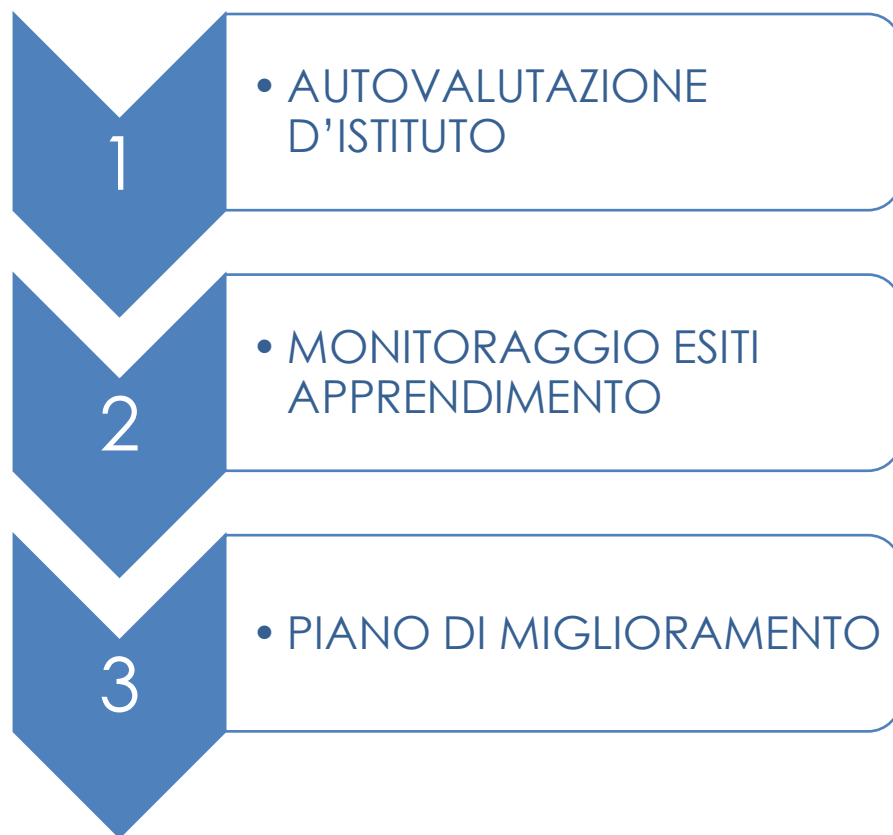 1
• AUTOVALUTAZIONE
D’ISTITUTO
2
• MONITORAGGIO ESITI
APPRENDIMENTO
3
• PIANO DI MIGLIORAMENTO